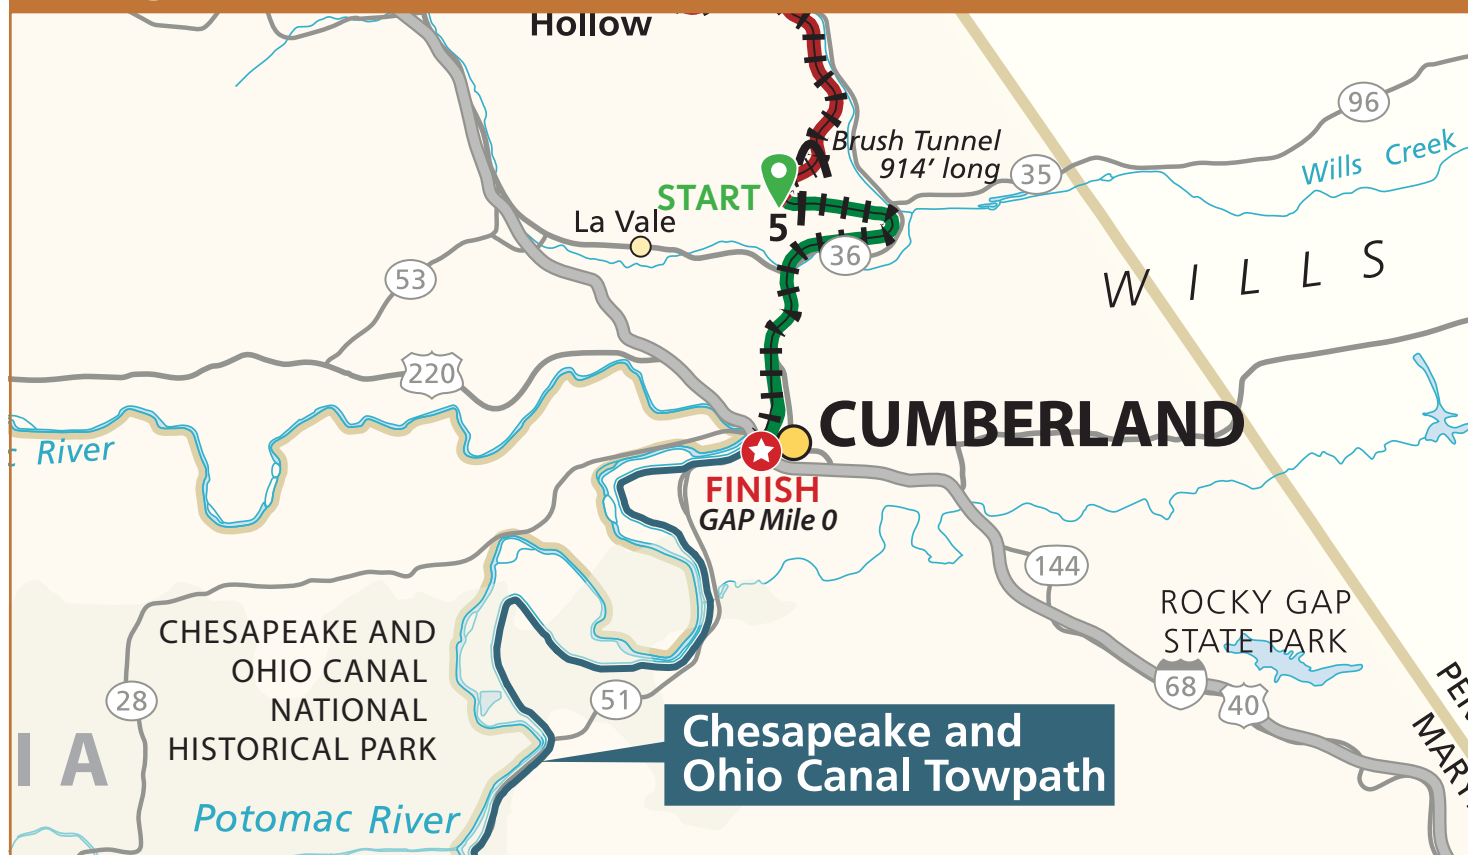 Hollow
96
Brush Tunnel
914’ long
35
Wills Creek
START
La Vale
5
36
53
WILLS
220
CUMBERLAND
River
FINISH
GAP Mile 0
144
ROCKY GAP
STATE PARK
CHESAPEAKE AND
OHIO CANAL
NATIONAL
HISTORICAL PARK
28
51
68
40
Chesapeake and
Ohio Canal Towpath
I A
Potomac River